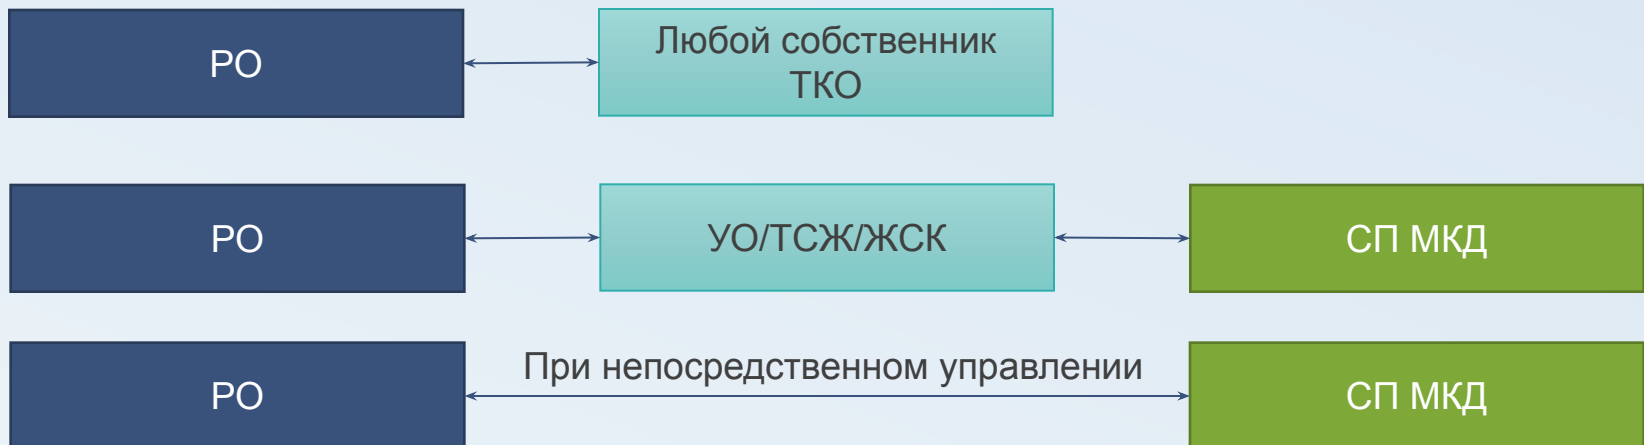 РО
Любой собственник
ТКО
РО
УО/ТСЖ/ЖСК
СП МКД
РО
При непосредственном управлении
СП МКД